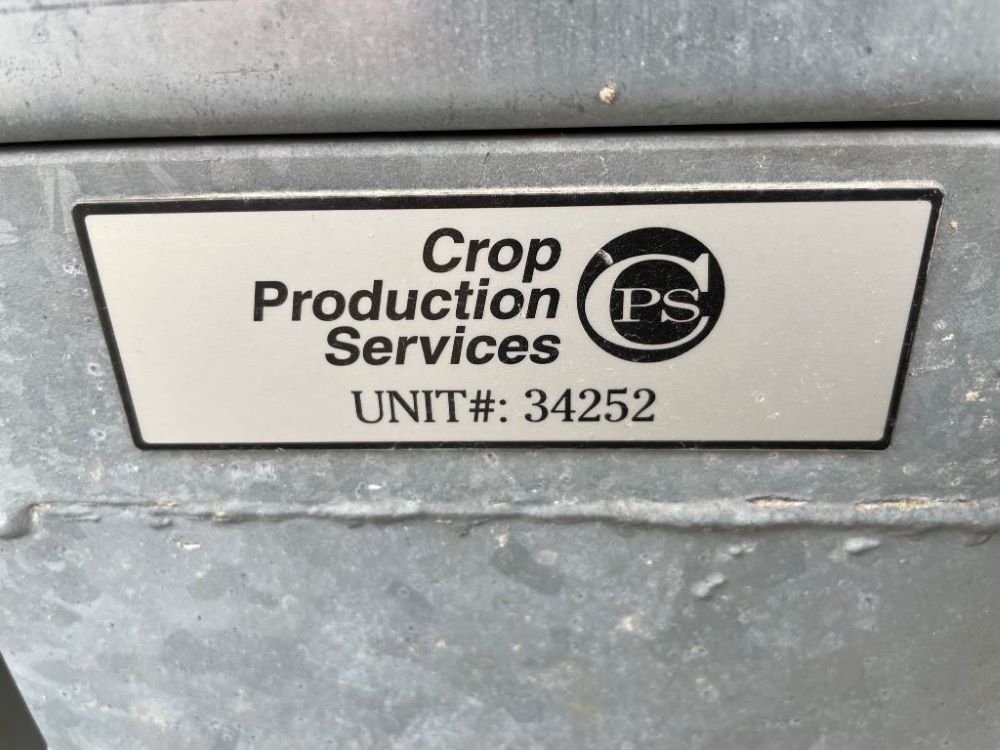 Crop
Production
Services
CPS
UNIT#: 34252